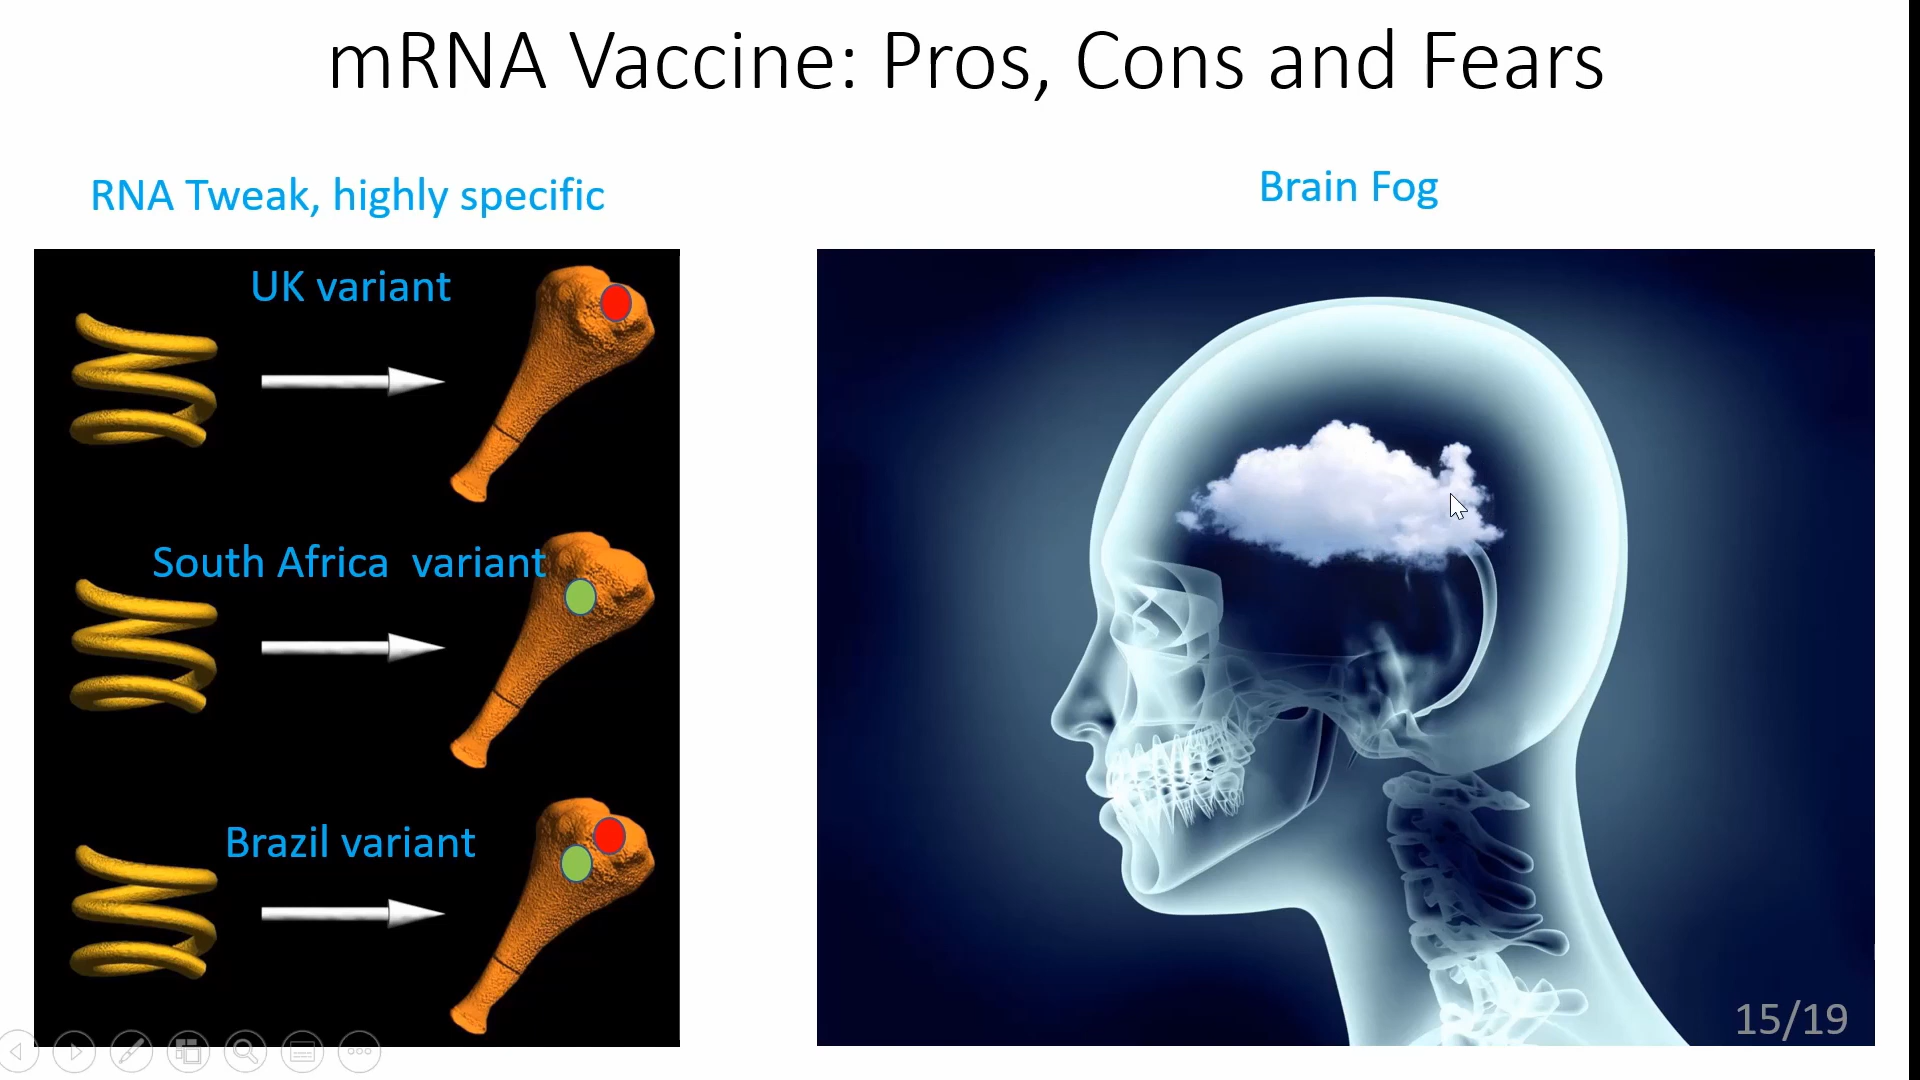 mRNA Vaccine: Pros, Cons and Fears
RNA Tweak, highly specific
Brain Fog
UK variant
South Africa  variant
Brazil variant
15/19